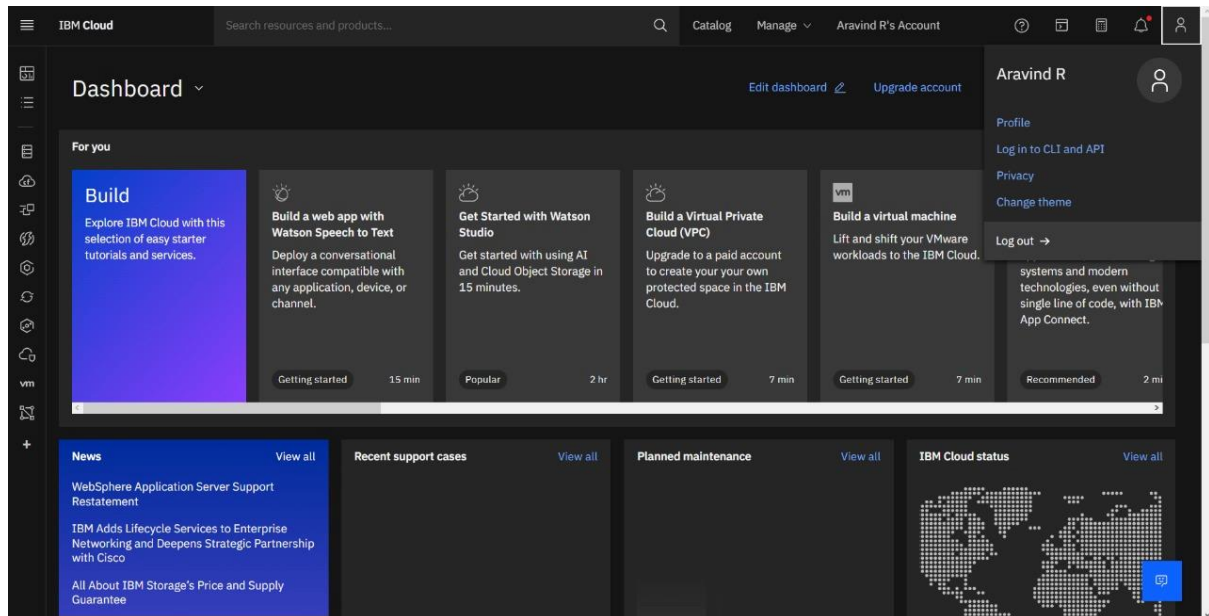 IBM Cloud
Search resources and products...
Catalog
Manage
Aravind R's Account
Dashboard
Edit dashboard
Upgrade account
Aravind R
Profile
Log in to CLI and API
Privacy
Change theme
Log out →
For you
Build
Explore IBM Cloud with this
selection of easy starter
tutorials and services.
Build a web app with
Watson Speech to Text
Deploy a conversational
interface compatible with
any application, device, or
channel.
Getting started
15 min
Get Started with Watson
Studio
Get started with using AI
and Cloud Object Storage in
15 minutes.
Popular
2 hr
Build a Virtual Private
Cloud (VPC)
Upgrade to a paid account
to create your your own
protected space in the IBM
Cloud.
Getting started
7 min
vm
Build a virtual machine
Lift and shift your VMware
workloads to the IBM Cloud.
Getting started
7 min
systems and modern
technologies, even without
single line of code, with IBM
App Connect.
Recommended
2 mi
vm
News
View all
WebSphere Application Server Support
Restatement
IBM Adds Lifecycle Services to Enterprise
Networking and Deepens Strategic Partnership
with Cisco
All About IBM Storage's Price and Supply
Guarantee
Recent support cases
View all
Planned maintenance
View all
IBM Cloud status
View all